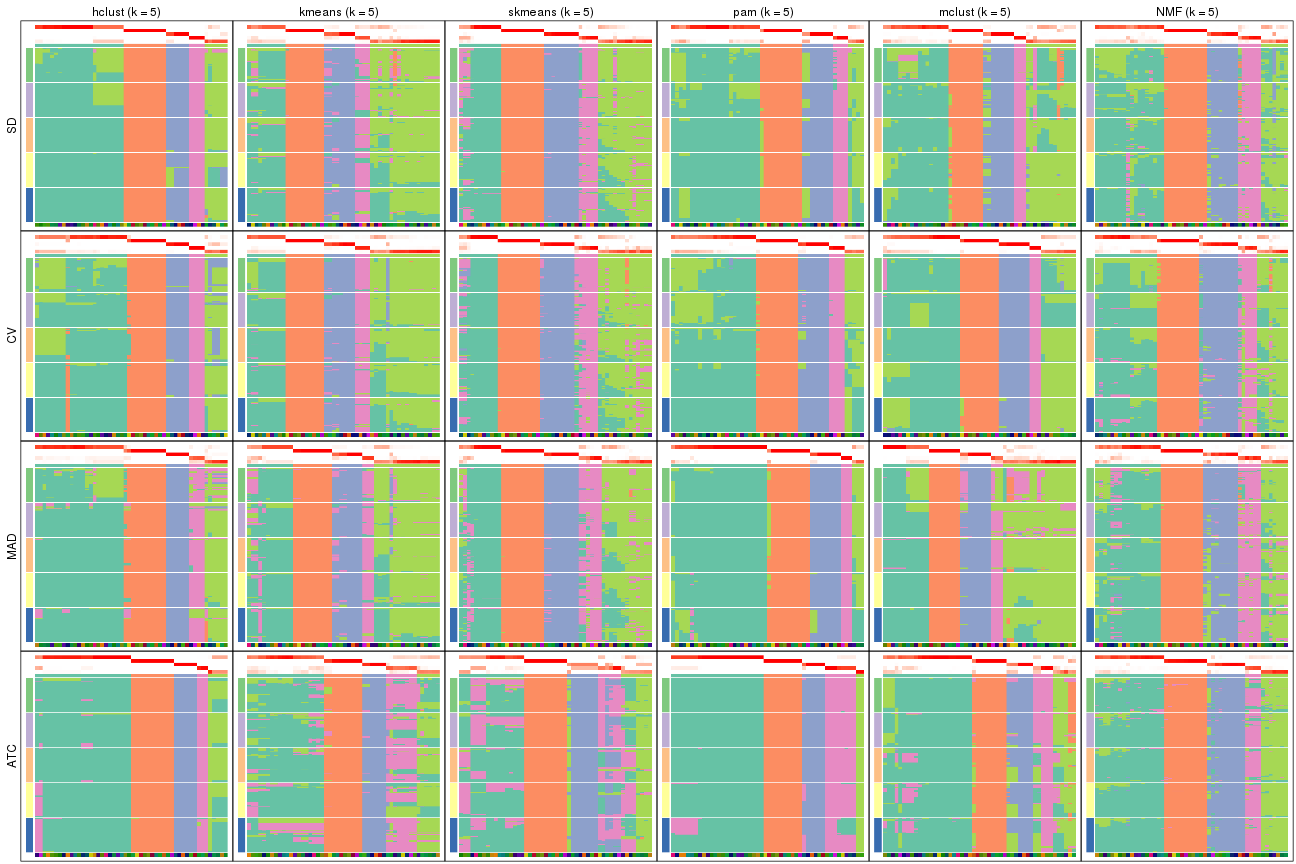 hclust (k = 5)
kmeans (k = 5)
skmeans (k = 5)
pam (k = 5)
mclust (k = 5)
NMF (k = 5)
SD
CV
MAD
ATC